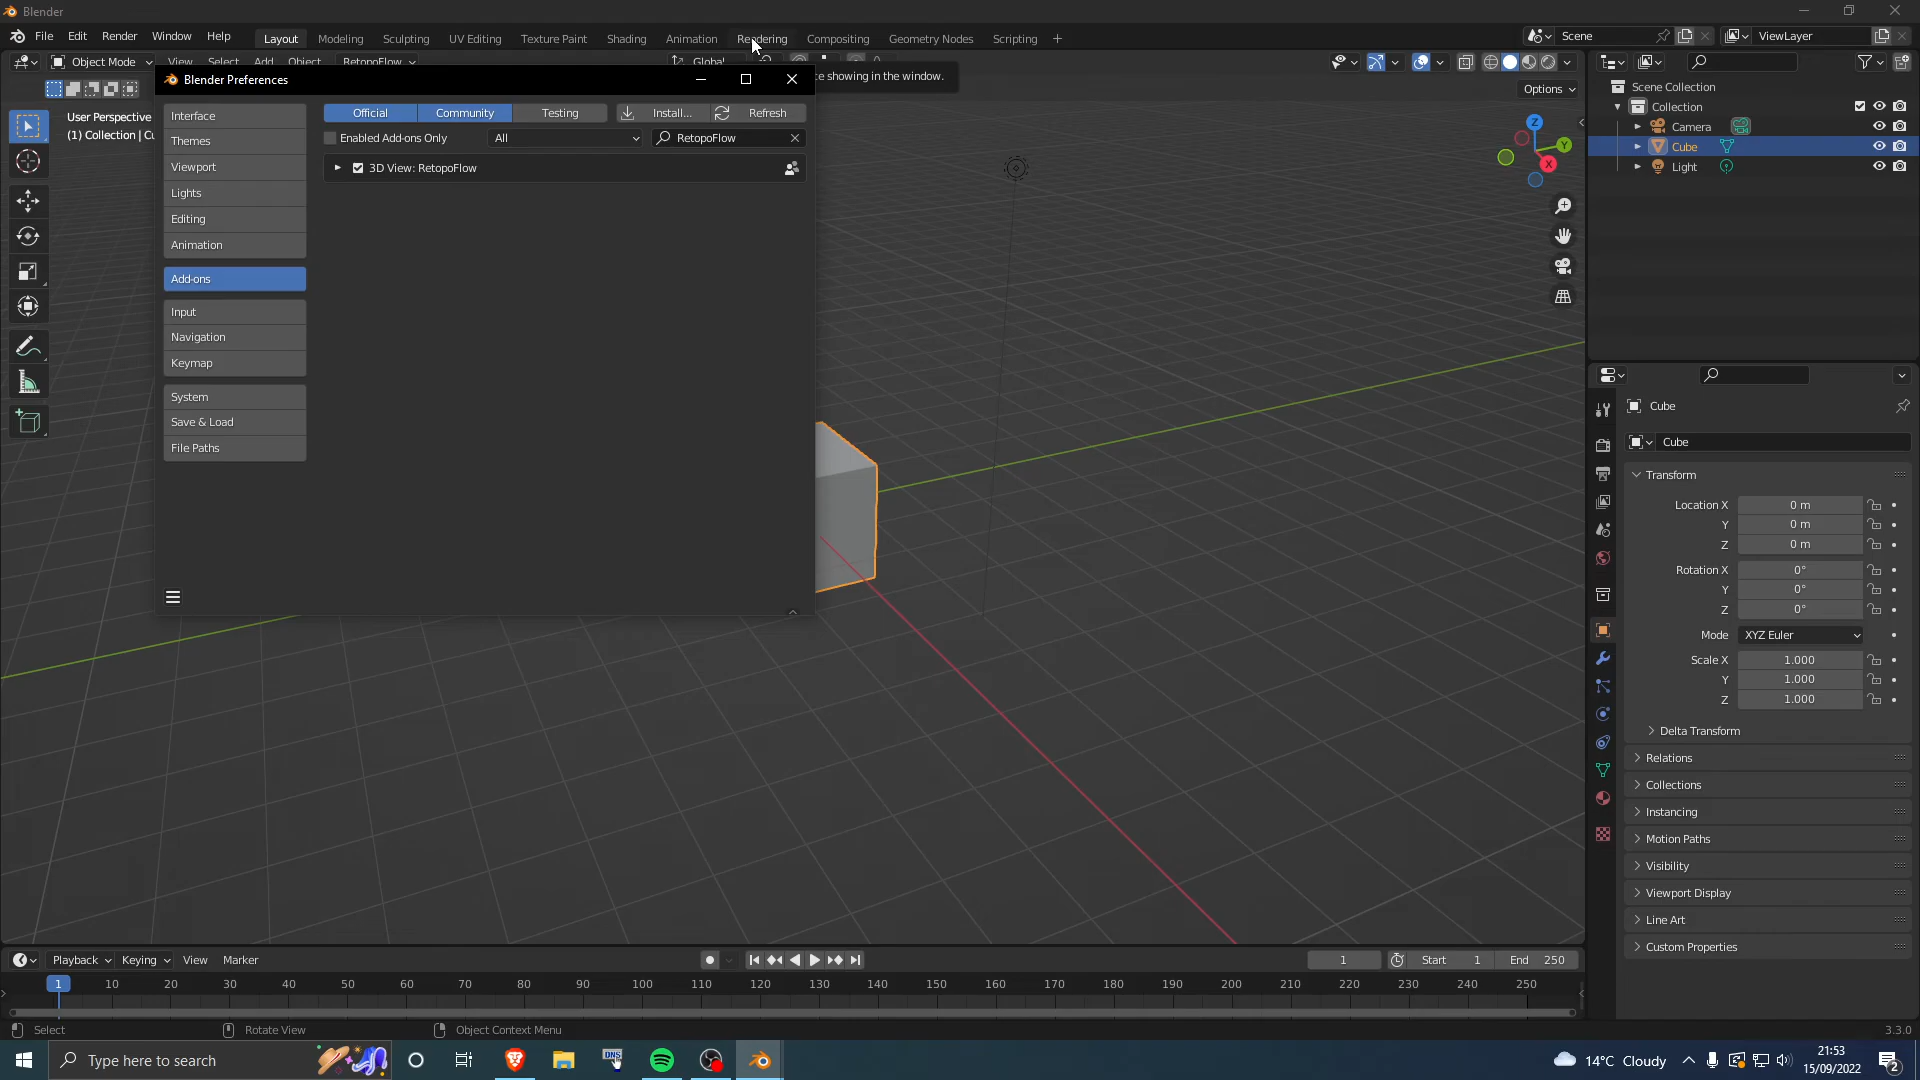 Blender
File Edit Render Window Help Layout Modeling Sculpting UV Editing Texture Paint Shading Animation Rendering Compositing Geometry Nodes Scripting + Scene ViewLayer
Object Mode View Select Add Object RetopoFlow Global
Blender Preferences
ce showing in the window.
Options
User Perspective
(1) Collection | Cu
Interface
Themes
Viewport
Lights
Editing
Animation
Add-ons
Input
Navigation
Keymap
System
Save & Load
File Paths
Official Community Testing Install... Refresh
Enabled Add-ons Only All RetopoFlow
3D View: RetopoFlow
Z
Y
X
Scene Collection
Collection
Camera
Cube
Light
Cube
Cube
Transform
Location X 0 m
Y 0 m
Z 0 m
Rotation X 0°
Y 0°
Z 0°
Mode XYZ Euler
Scale X 1.000
Y 1.000
Z 1.000
Delta Transform
Relations
Collections
Instancing
Motion Paths
Visibility
Viewport Display
Line Art
Custom Properties
Playback Keying View Marker 1 Start 1 End 250
1 10 20 30 40 50 60 70 80 90 100 110 120 130 140 150 160 170 180 190 200 210 220 230 240 250
Select Rotate View Object Context Menu 3.3.0
Type here to search DNS 14°C Cloudy 21:53
15/09/2022 2